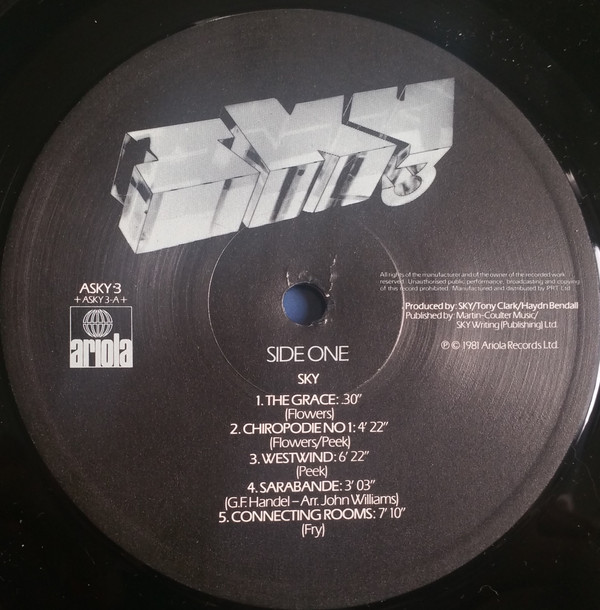 SKY
3
ASKY 3
+ ASKY 3-A +
ariola
All rights of the manufacturer and of the owner of the recorded work
reserved. Unauthorised public performance, broadcasting and copying
of this record prohibited. Manufactured and distributed by PRT Ltd
Produced by: SKY/Tony Clark/Haydn Bendall
Published by: Martin-Coulter Music/
SKY Writing (Publishing) Ltd.
℗ © 1981 Ariola Records Ltd.
SIDE ONE
SKY
1. THE GRACE: .30"
(Flowers)
2. CHIROPODIE NO 1: 4' 22"
(Flowers/Peek)
3. WESTWIND: 6' 22"
(Peek)
4. SARABANDE: 3' 03"
(G.F. Handel – Arr. John Williams)
5. CONNECTING ROOMS: 7' 10"
(Fry)